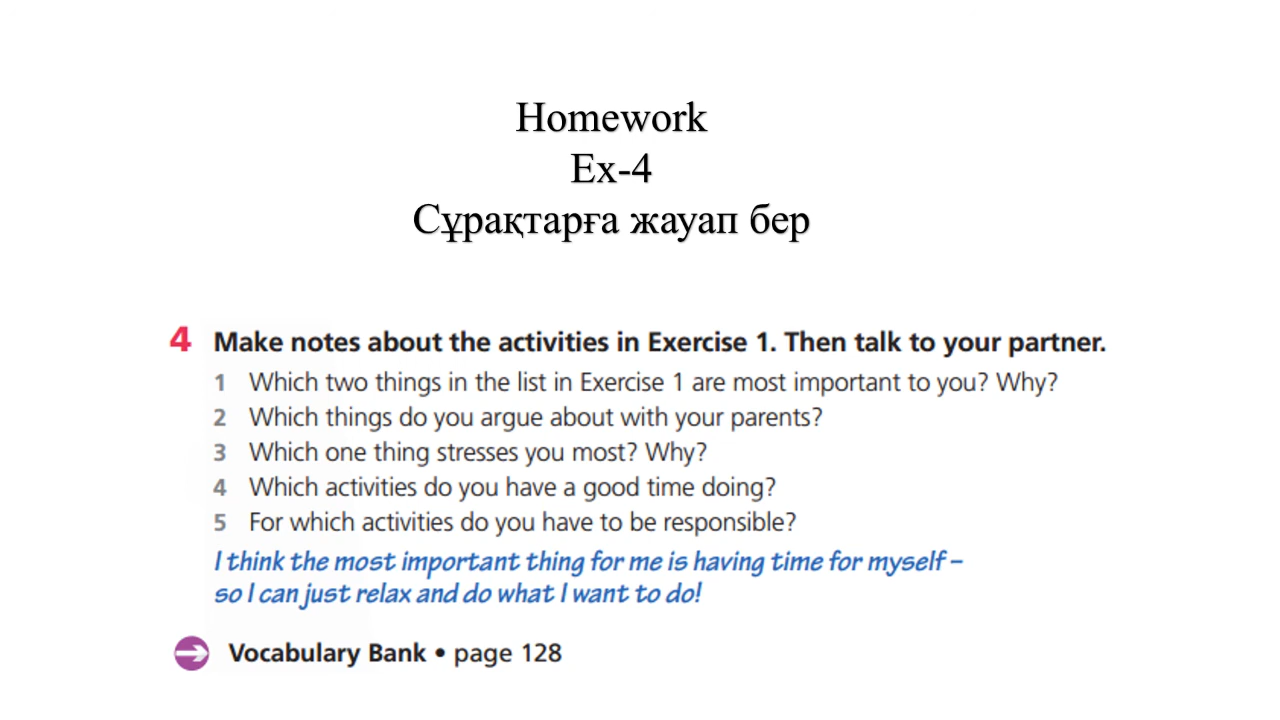 Homework
Ex-4
Сұрақтарға жауап бер
4 Make notes about the activities in Exercise 1. Then talk to your partner.
1 Which two things in the list in Exercise 1 are most important to you? Why?
2 Which things do you argue about with your parents?
3 Which one thing stresses you most? Why?
4 Which activities do you have a good time doing?
5 For which activities do you have to be responsible?
I think the most important thing for me is having time for myself –
so I can just relax and do what I want to do!
Vocabulary Bank • page 128